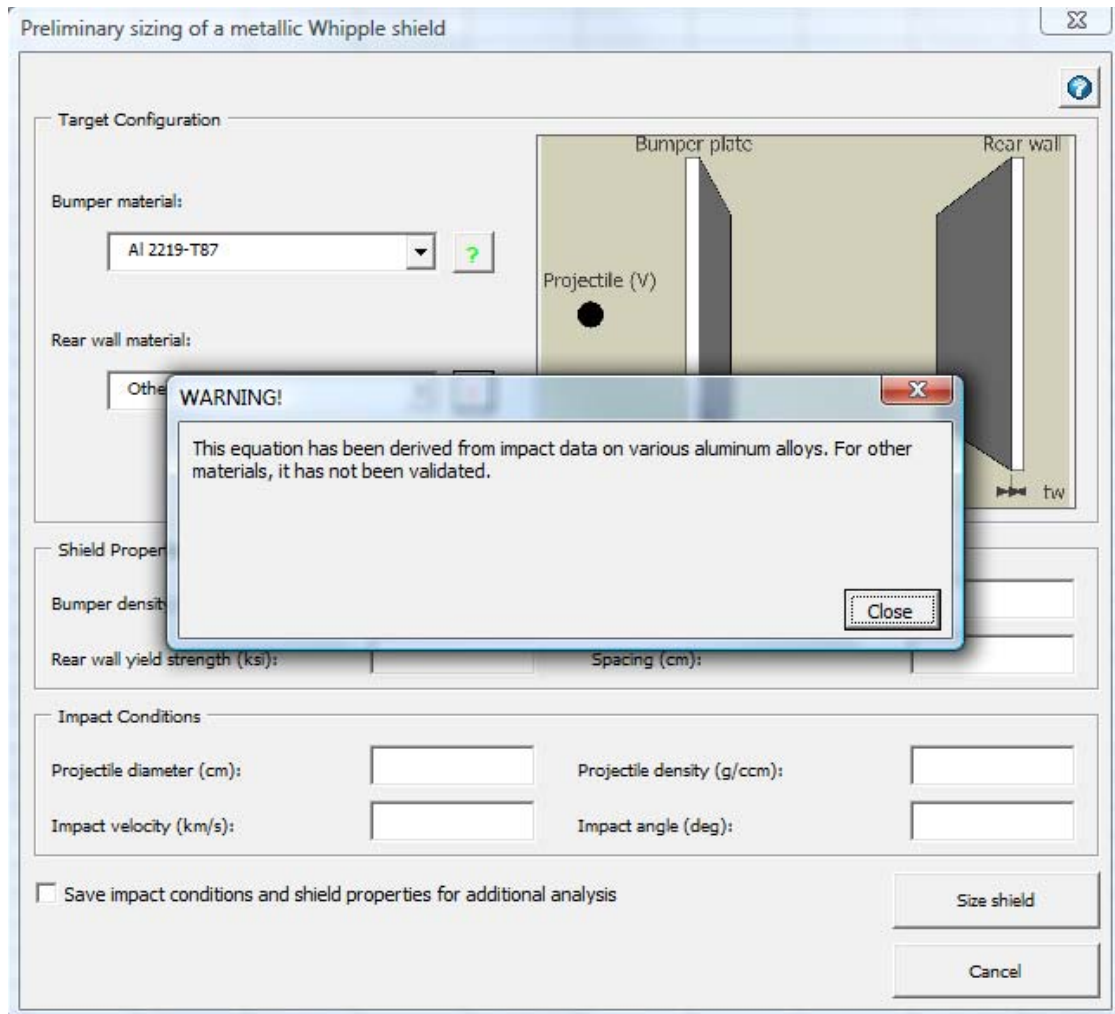 Preliminary sizing of a metallic Whipple shield
Target Configuration
Bumper plate
Rear wall
Bumper material:
Al 2219-T87
?
Projectile (V)
Rear wall material:
Othe
WARNING!
This equation has been derived from impact data on various aluminum alloys. For other
materials, it has not been validated.
tw
Close
Shield Proper
Bumper densit
Rear wall yield strength (ksi):
Spacing (cm):
Impact Conditions
Projectile diameter (cm):
Projectile density (g/ccm):
Impact velocity (km/s):
Impact angle (deg):
Save impact conditions and shield properties for additional analysis
Size shield
Cancel